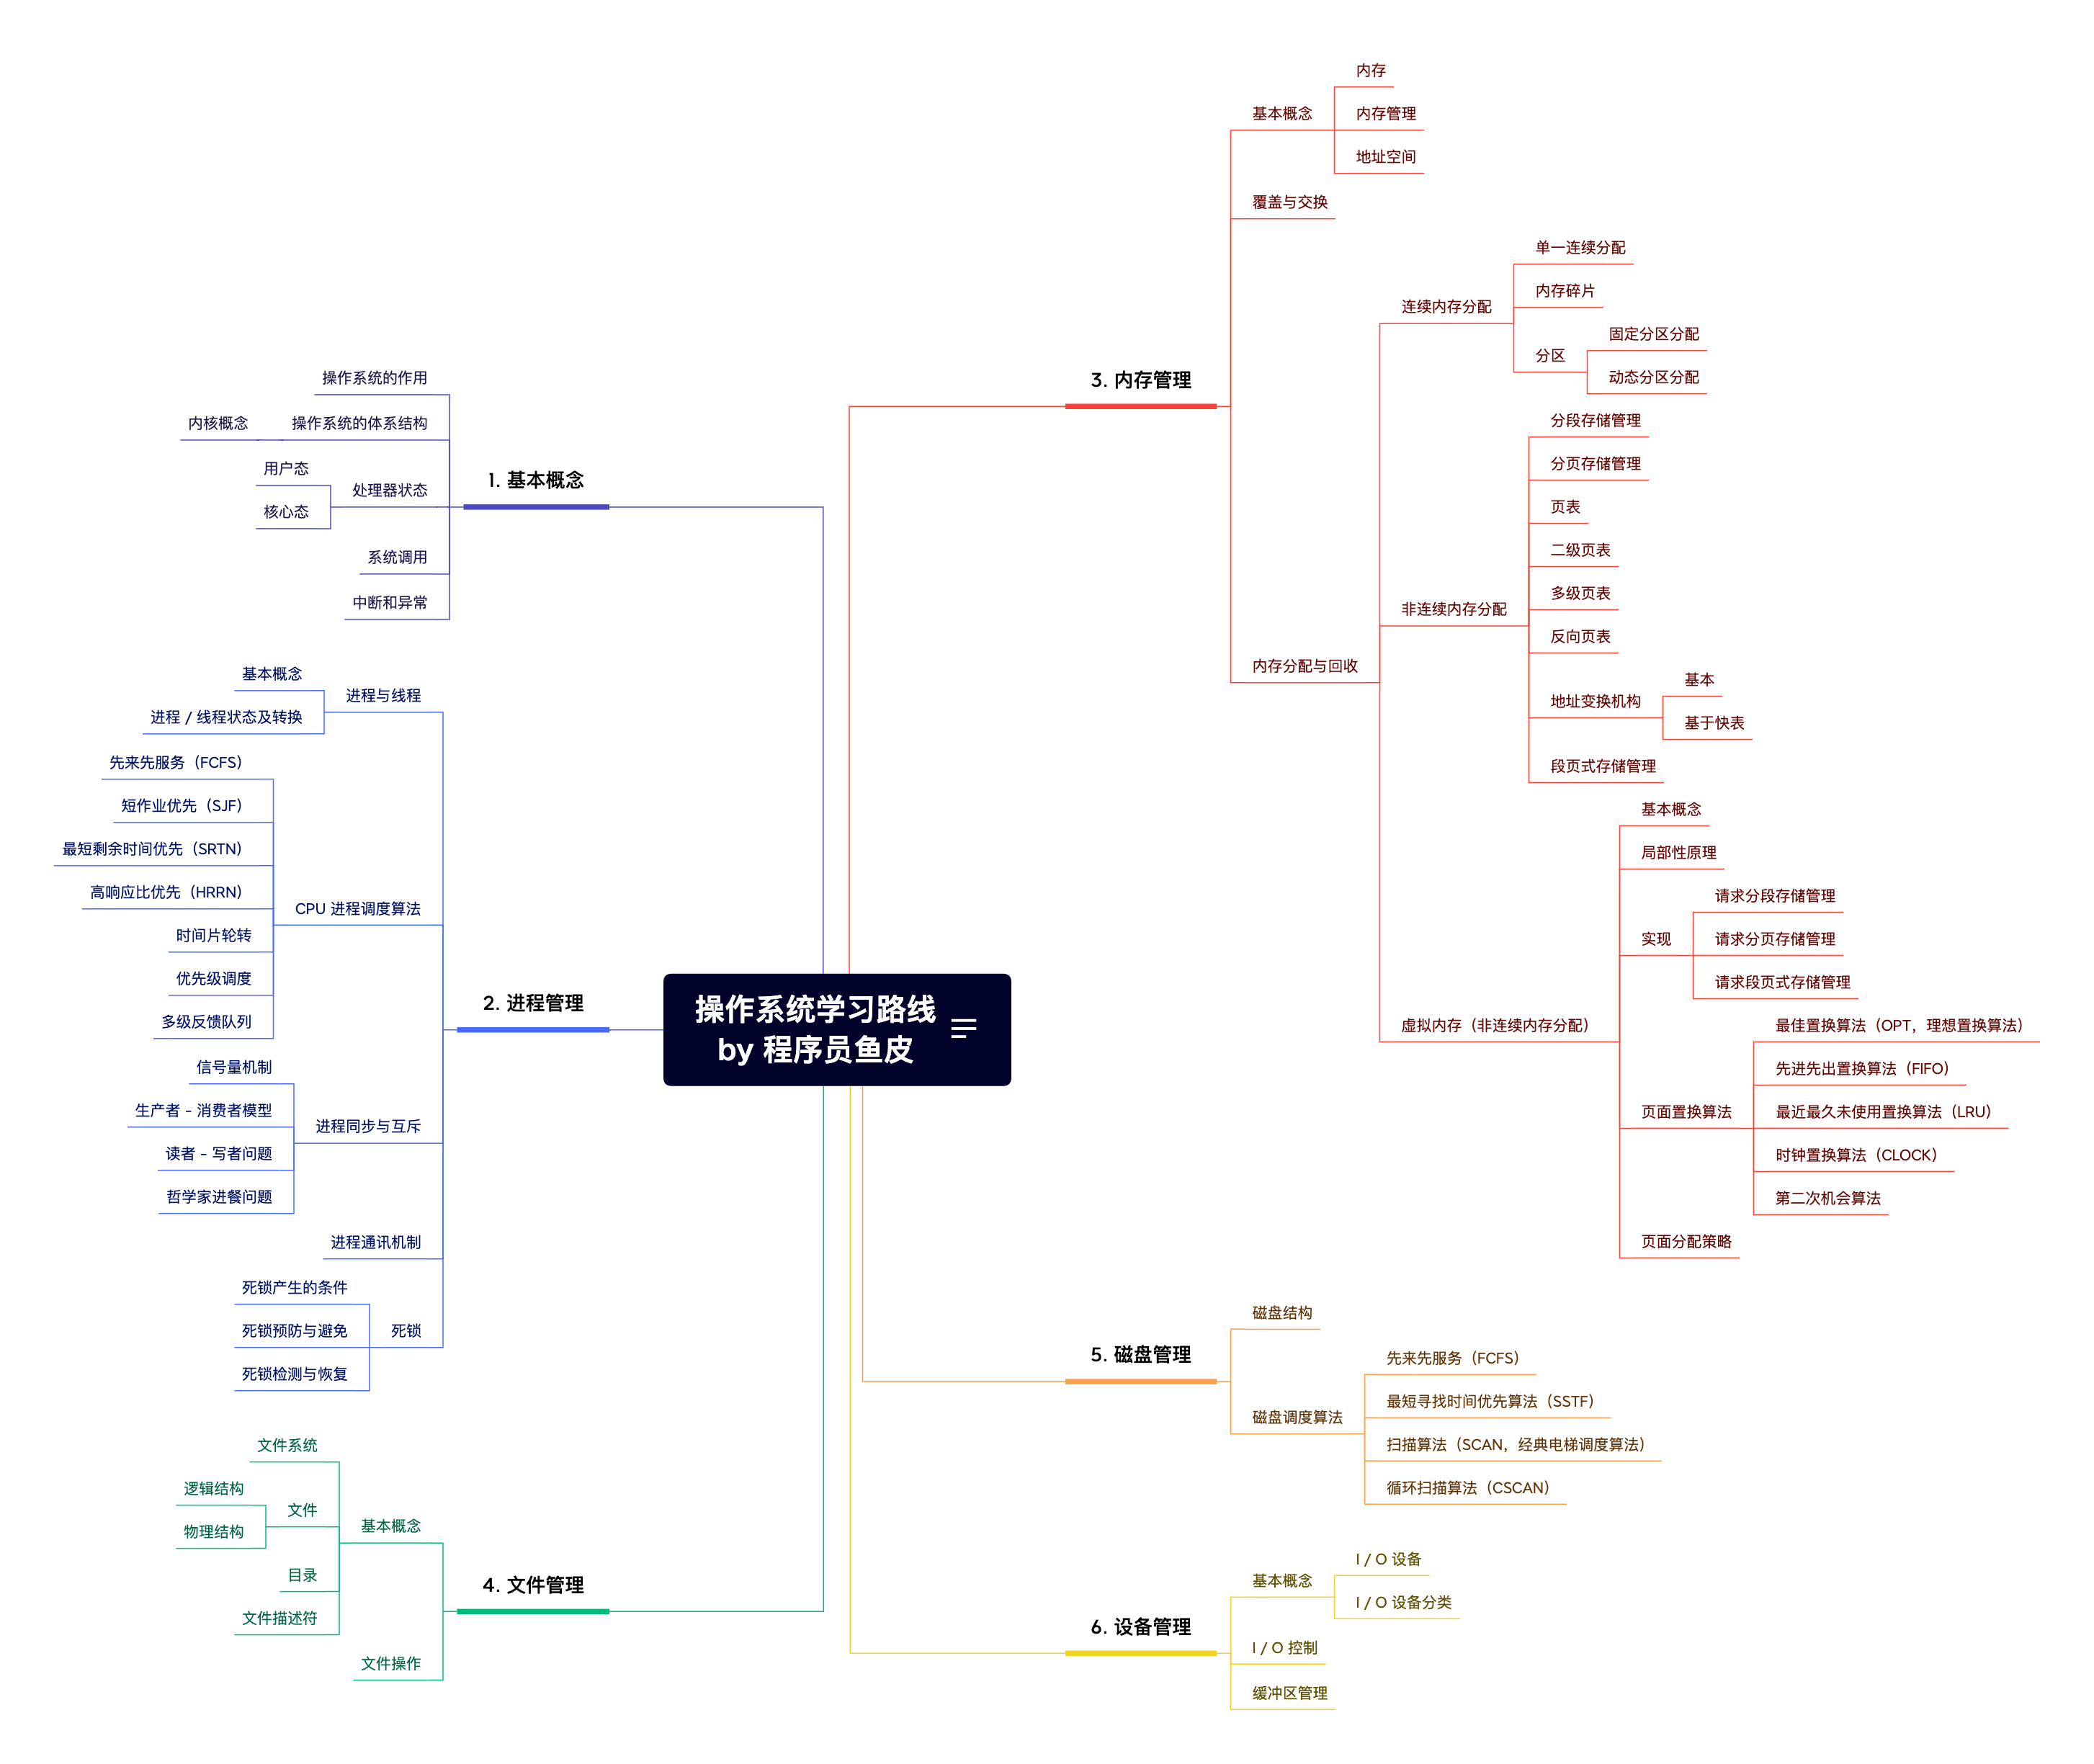 操作系统学习路线
by 程序员鱼皮
1. 基本概念
操作系统的作用
操作系统的体系结构
内核概念
处理器状态
用户态
核心态
系统调用
中断和异常
2. 进程管理
进程与线程
基本概念
进程 / 线程状态及转换
CPU 进程调度算法
先来先服务（FCFS）
短作业优先（SJF）
最短剩余时间优先（SRTN）
高响应比优先（HRRN）
时间片轮转
优先级调度
多级反馈队列
进程同步与互斥
信号量机制
生产者 - 消费者模型
读者 - 写者问题
哲学家进餐问题
进程通讯机制
死锁
死锁产生的条件
死锁预防与避免
死锁检测与恢复
3. 内存管理
基本概念
内存
内存管理
地址空间
覆盖与交换
内存分配与回收
连续内存分配
单一连续分配
内存碎片
分区
固定分区分配
动态分区分配
非连续内存分配
分段存储管理
分页存储管理
页表
二级页表
多级页表
反向页表
地址变换机构
基本
基于快表
段页式存储管理
虚拟内存（非连续内存分配）
基本概念
局部性原理
实现
请求分段存储管理
请求分页存储管理
请求段页式存储管理
页面置换算法
最佳置换算法（OPT，理想置换算法）
先进先出置换算法（FIFO）
最近最久未使用置换算法（LRU）
时钟置换算法（CLOCK）
第二次机会算法
页面分配策略
4. 文件管理
基本概念
文件系统
文件
逻辑结构
物理结构
目录
文件描述符
文件操作
5. 磁盘管理
磁盘结构
磁盘调度算法
先来先服务（FCFS）
最短寻找时间优先算法（SSTF）
扫描算法（SCAN，经典电梯调度算法）
循环扫描算法（CSCAN）
6. 设备管理
基本概念
I / O 设备
I / O 设备分类
I / O 控制
缓冲区管理